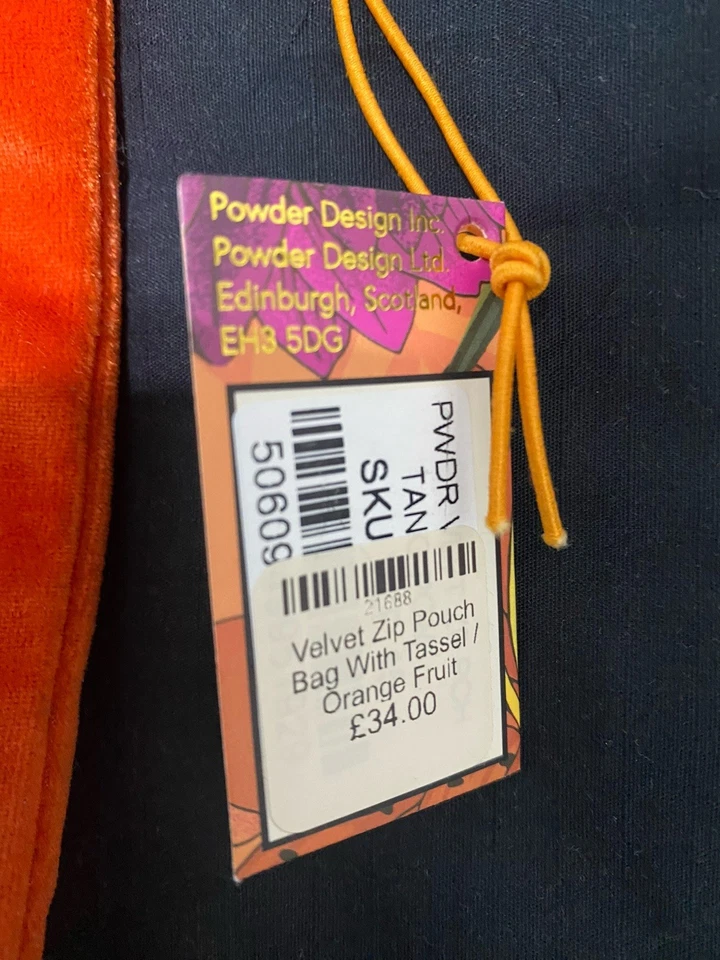 Powder Design Inc.
Powder Design Ltd.
Edinburgh, Scotland,
EH3 5DG
PWDR
TAN
SKU
50609
21688
Velvet Zip Pouch
Bag With Tassel /
Orange Fruit
£34.00